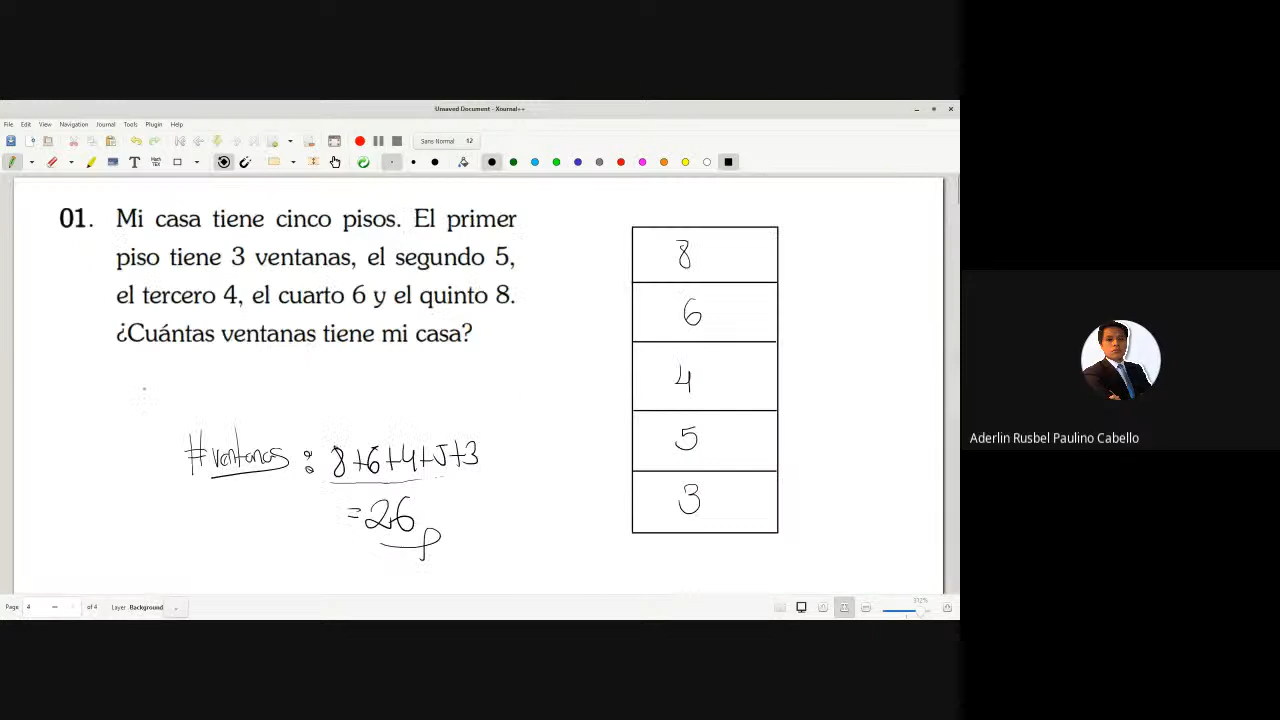 Unsaved Document - Xournal++
File Edit View Navigation Journal Tools Plugin Help
Sans Normal 12
01. Mi casa tiene cinco pisos. El primer
piso tiene 3 ventanas, el segundo 5,
el tercero 4, el cuarto 6 y el quinto 8.
¿Cuántas ventanas tiene mi casa?
#ventanas : 8+6+4+5+3
= 26
8
6
4
5
3
Page 4 of 4 Layer Background
312%
Aderlin Rusbel Paulino Cabello